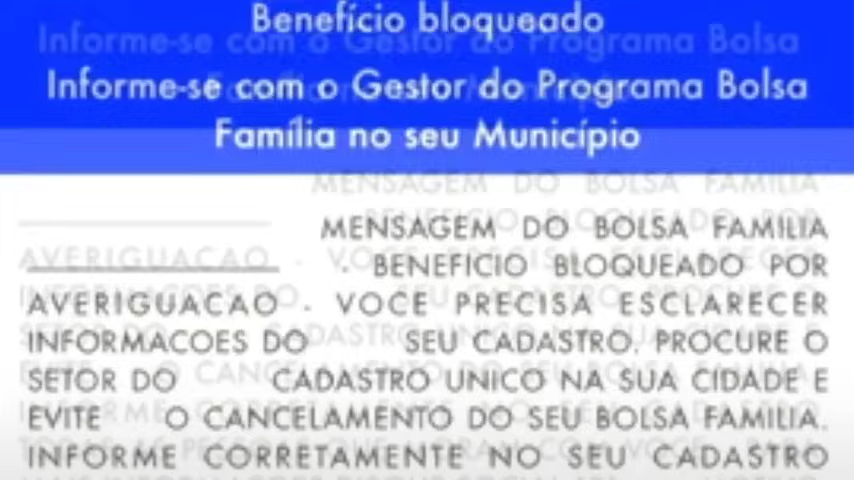 Benefício bloqueado
Informe-se com o Gestor do Programa Bolsa
Família no seu Município
MENSAGEM DO BOLSA FAMILIA
- BENEFICIO BLOQUEADO POR
AVERIGUACAO - VOCE PRECISA ESCLARECER
INFORMACOES DO SEU CADASTRO. PROCURE O
SETOR DO CADASTRO UNICO NA SUA CIDADE E
EVITE O CANCELAMENTO DO SEU BOLSA FAMILIA.
INFORME CORRETAMENTE NO SEU CADASTRO